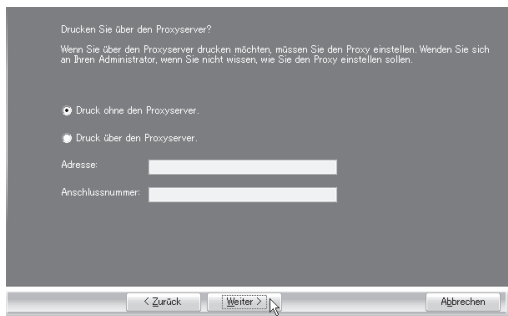 Drucken Sie über den Proxyserver?
Wenn Sie über den Proxyserver drucken möchten, müssen Sie den Proxy einstellen. Wenden Sie sich
an Ihren Administrator, wenn Sie nicht wissen, wie Sie den Proxy einstellen sollen.
Druck ohne den Proxyserver.
Druck über den Proxyserver.
Adresse:
Anschlussnummer:
< Zurück
Weiter >
Abbrechen